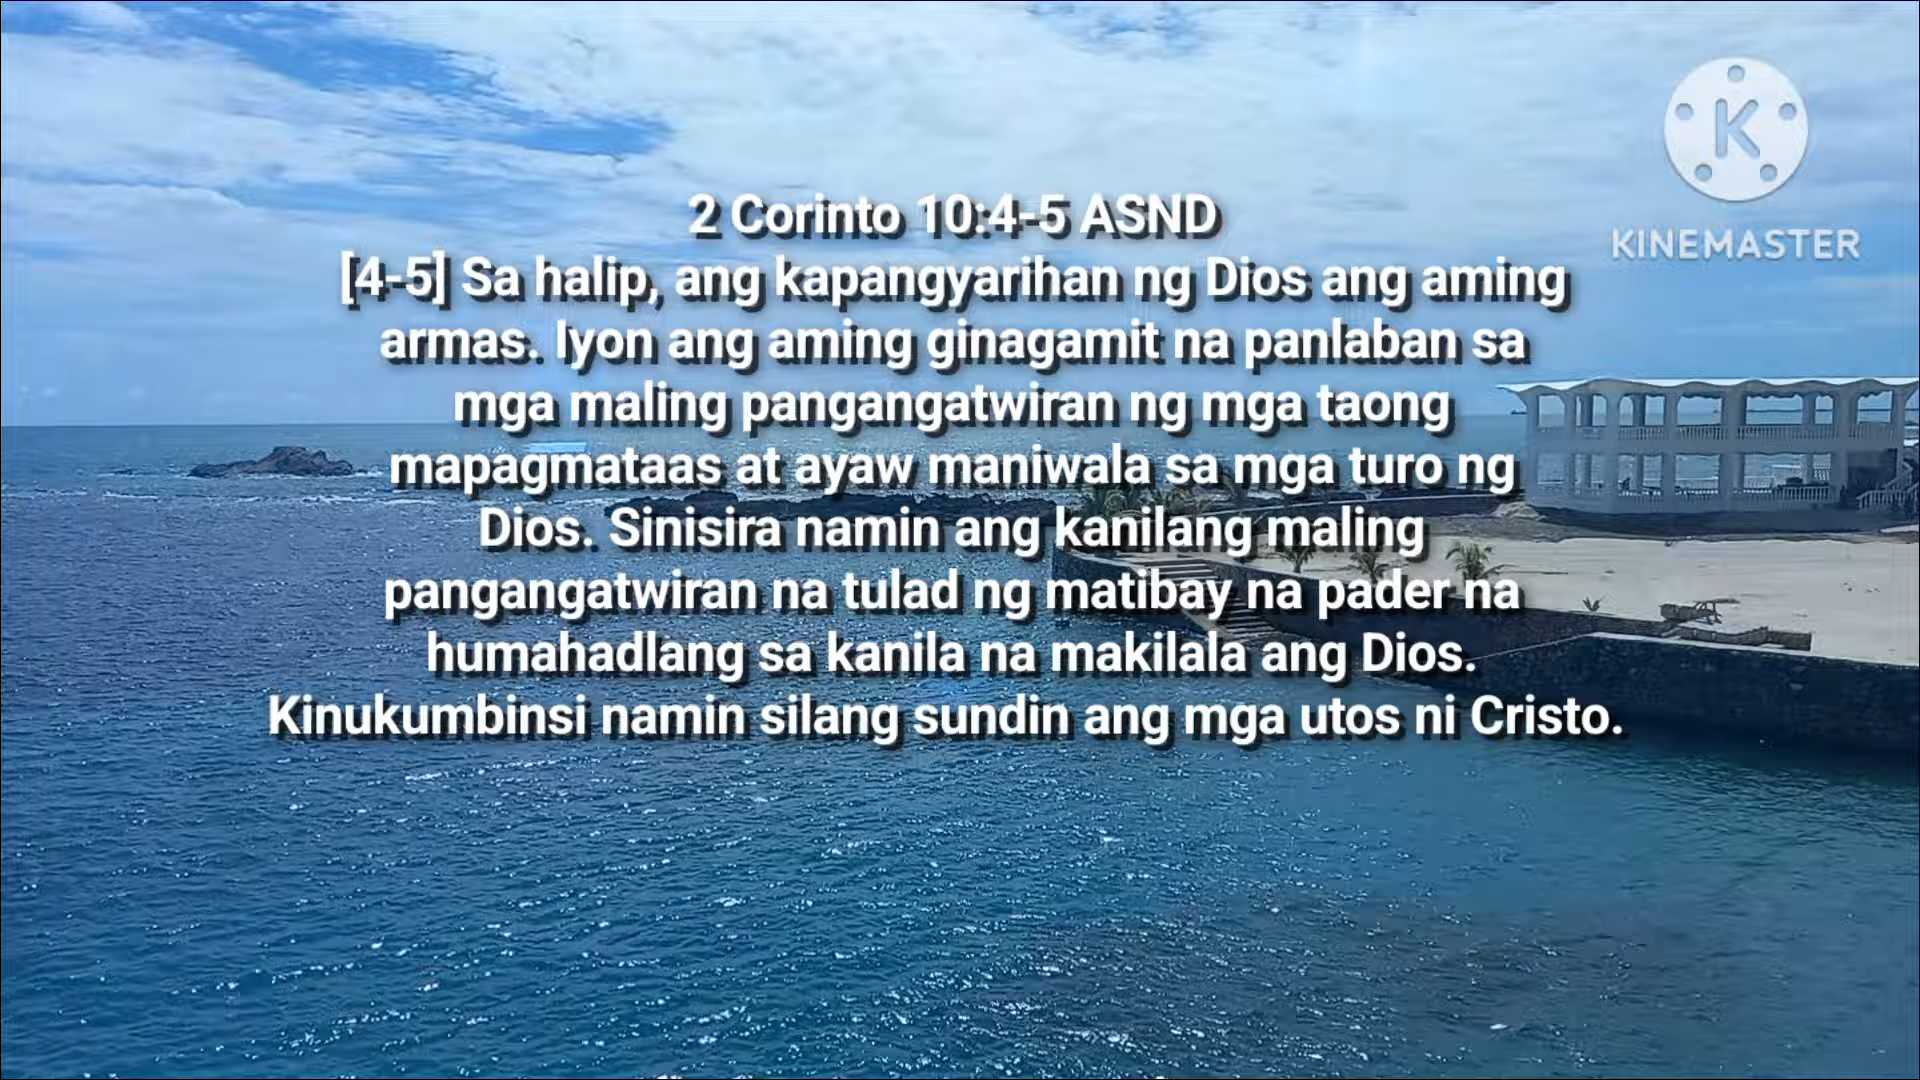 2 Corinto 10:4-5 ASND
[4-5] Sa halip, ang kapangyarihan ng Dios ang aming
armas. Iyon ang aming ginagamit na panlaban sa
mga maling pangangatwiran ng mga taong
mapagmataas at ayaw maniwala sa mga turo ng
Dios. Sinisira namin ang kanilang maling
pangangatwiran na tulad ng matibay na pader na
humahadlang sa kanila na makilala ang Dios.
Kinukumbinsi namin silang sundin ang mga utos ni Cristo.
K
KINEMASTER